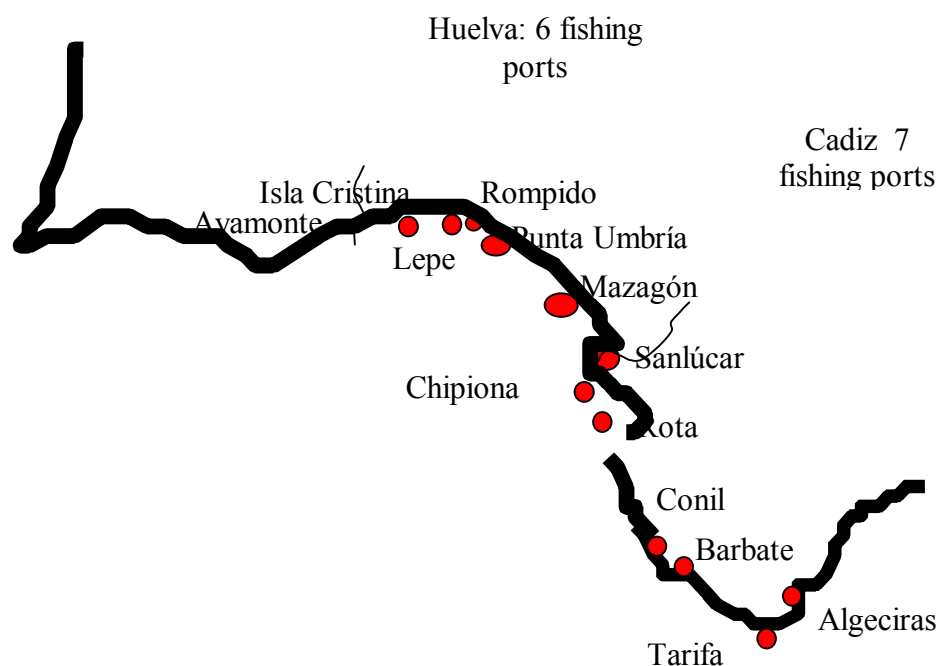 Huelva: 6 fishing
ports
Cadiz 7
fishing ports
Isla Cristina
Rompido
Ayamonte
Punta Umbría
Lepe
Mazagón
Sanlúcar
Chipiona
Rota
Conil
Barbate
Algeciras
Tarifa